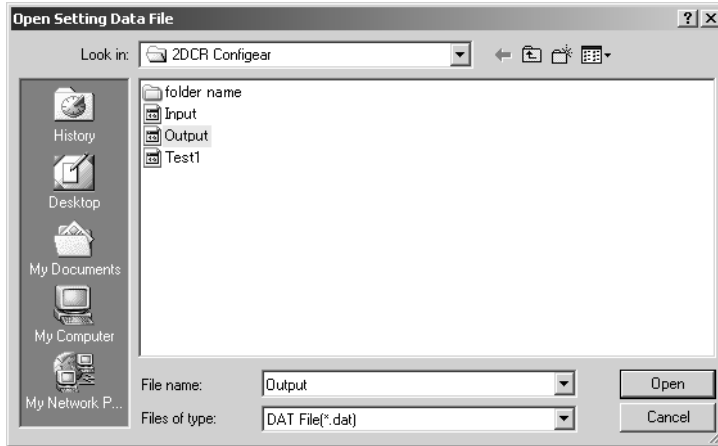 Open Setting Data File
Look in: 2DCR Configear
History
Desktop
My Documents
My Computer
My Network P...
folder name
Input
Output
Test1
File name: Output Open
Files of type: DAT File(*.dat) Cancel